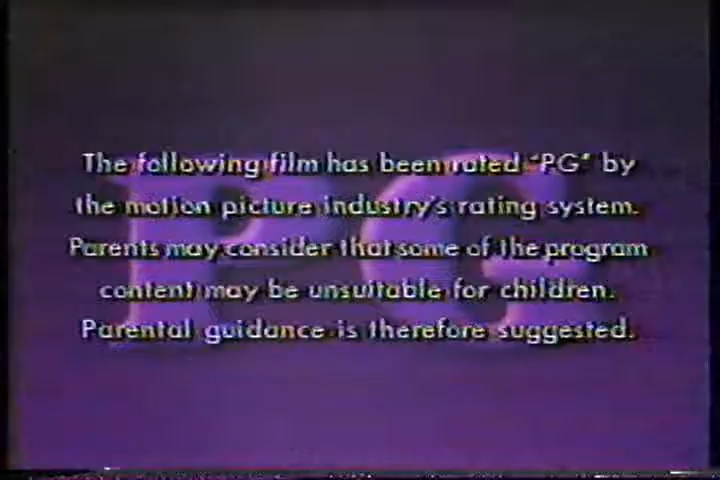 PG
The following film has been rated "PG" by
the motion picture industry's rating system.
Parents may consider that some of the program
content may be unsuitable for children.
Parental guidance is therefore suggested.